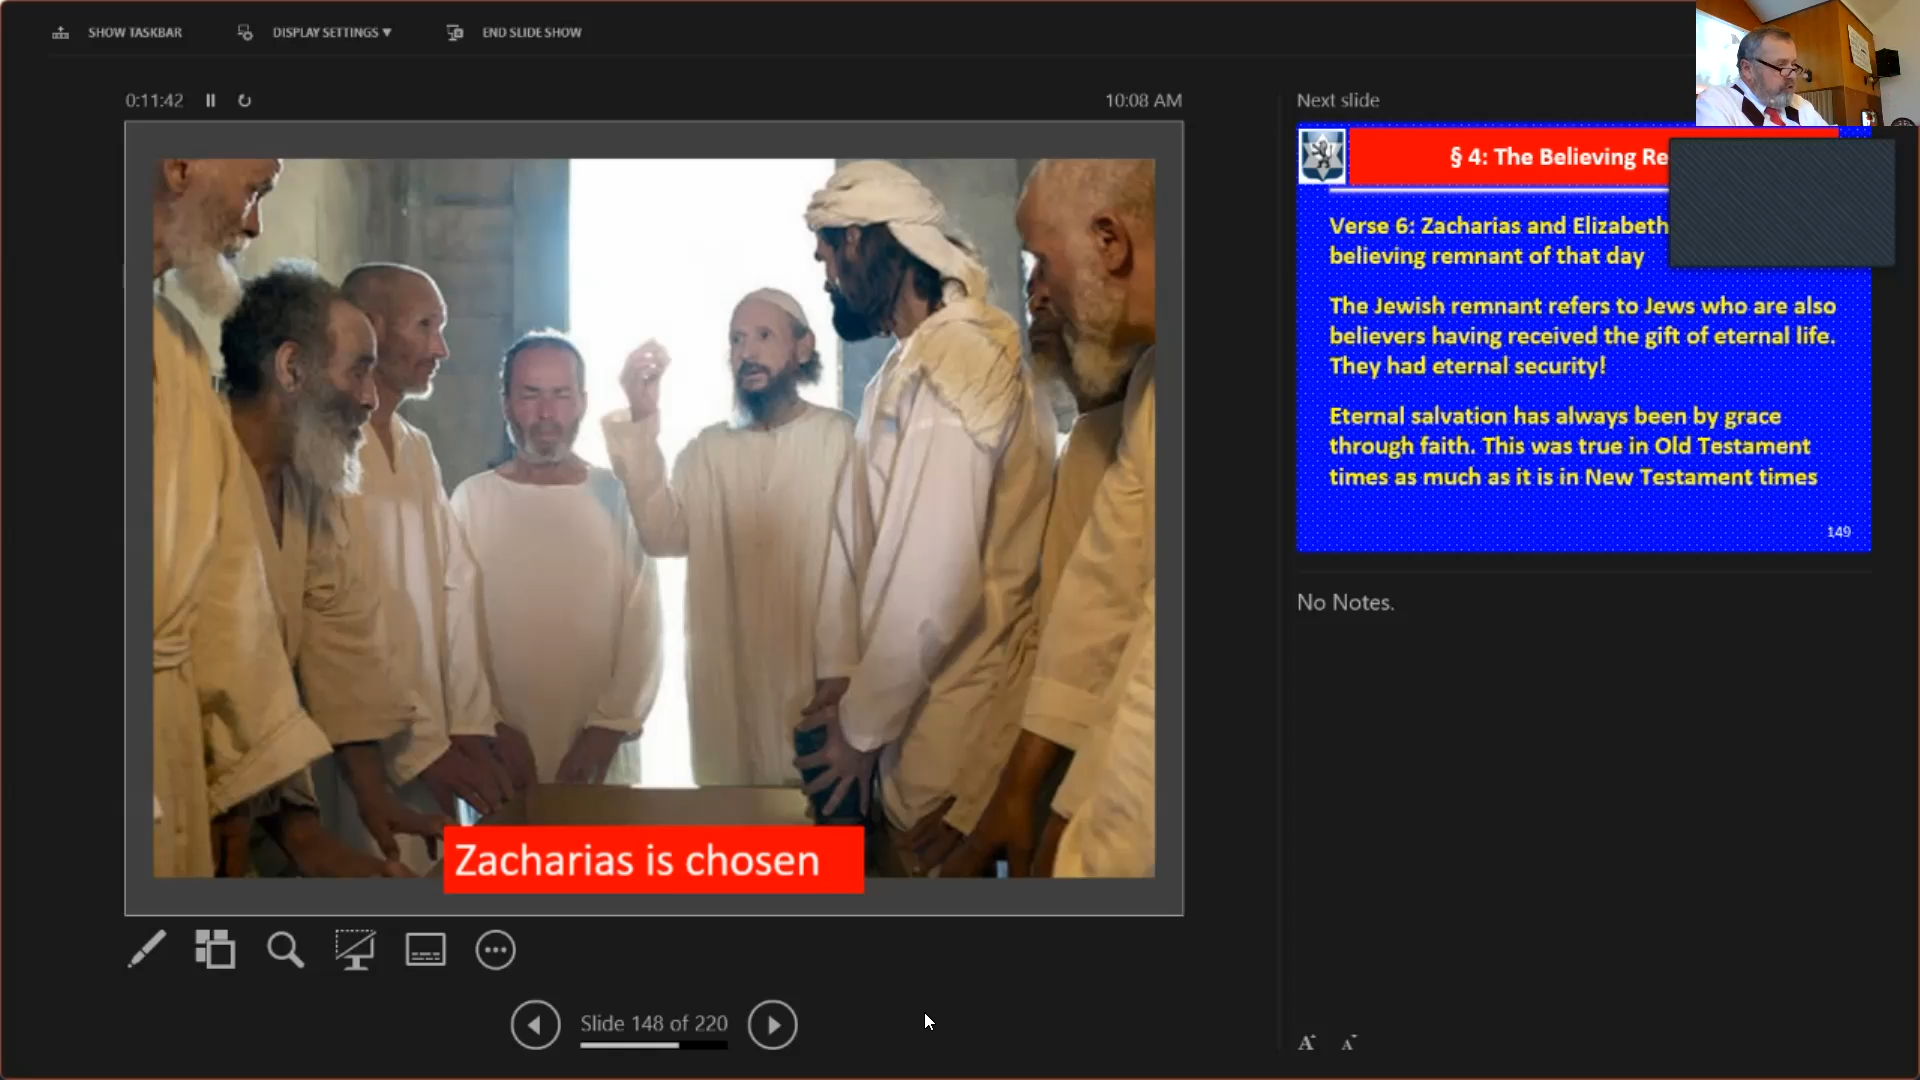 SHOW TASKBAR
DISPLAY SETTINGS ▼
END SLIDE SHOW
0:11:42
10:08 AM
Zacharias is chosen
Slide 148 of 220
Next slide
§ 4: The Believing
Verse 6: Zacharias and Elizabeth
believing remnant of that day
The Jewish remnant refers to Jews who are also
believers having received the gift of eternal life.
They had eternal security!
Eternal salvation has always been by grace
through faith. This was true in Old Testament
times as much as it is in New Testament times
149
No Notes.
A A